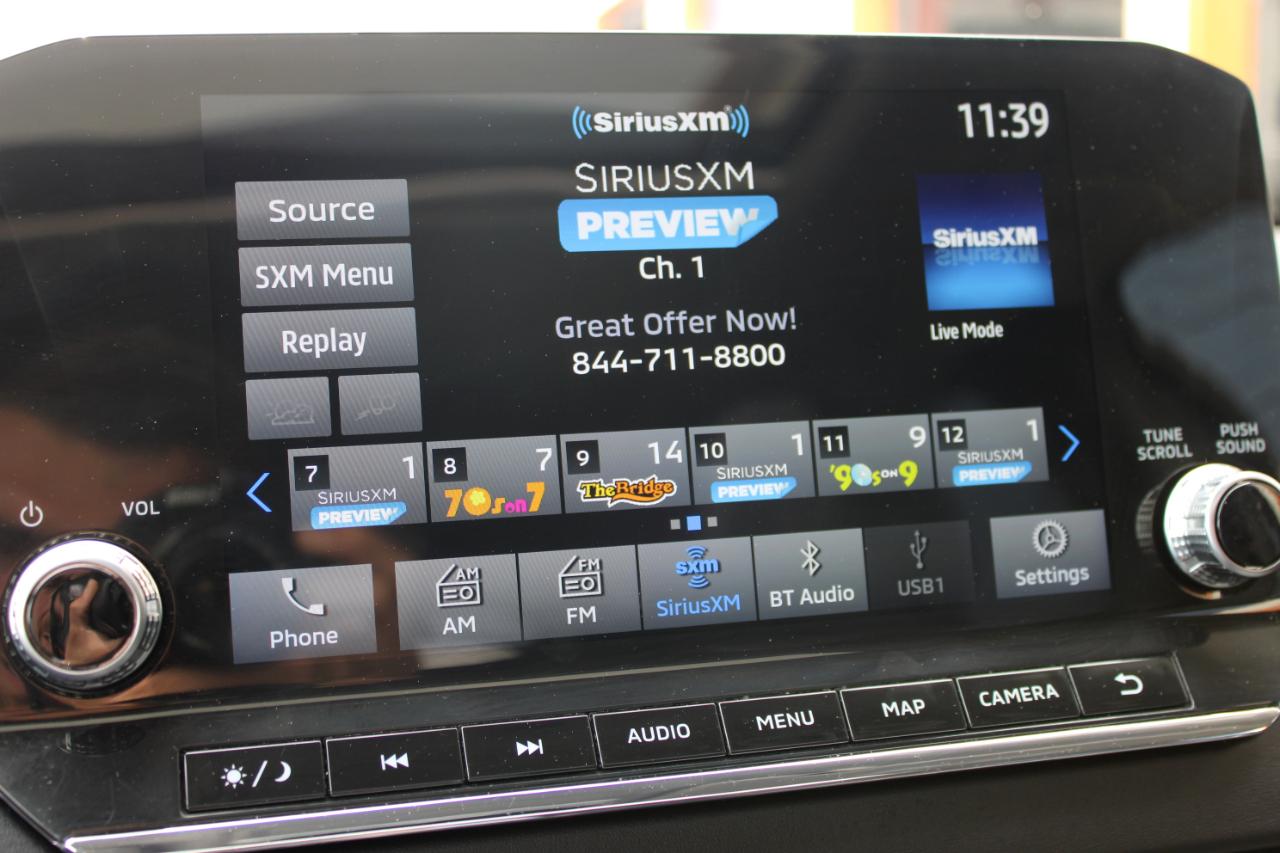 SiriusXM
11:39
SIRIUSXM
PREVIEW
Ch. 1
Great Offer Now!
844-711-8800
Source
SXM Menu
Replay
SiriusXM
Live Mode
7 1 SIRIUSXM PREVIEW
8 7 70s on 7
9 14 The Bridge
10 1 SIRIUSXM PREVIEW
11 9 '90s ON 9
12 1 SIRIUSXM PREVIEW
VOL
TUNE SCROLL
PUSH SOUND
Phone
AM
AM
FM
FM
sxm
SiriusXM
BT Audio
USB1
Settings
AUDIO
MENU
MAP
CAMERA